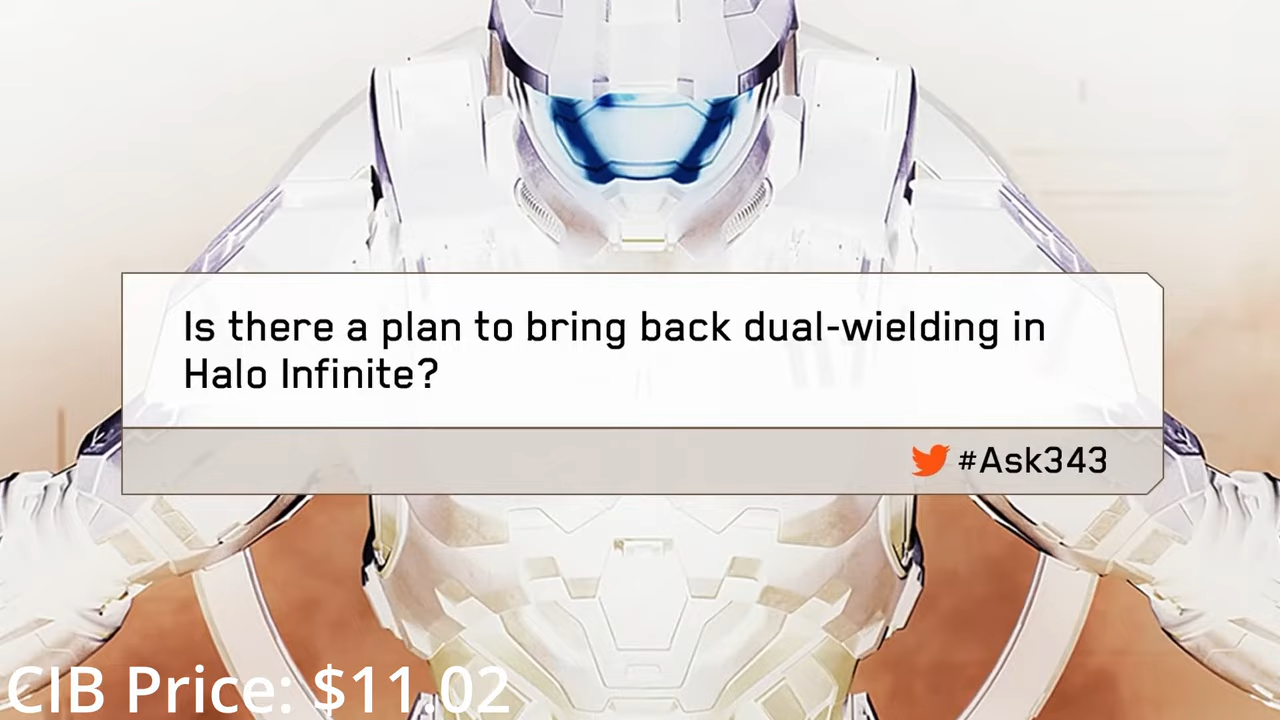 Is there a plan to bring back dual-wielding in
Halo Infinite?
#Ask343
CIB Price: $11.02